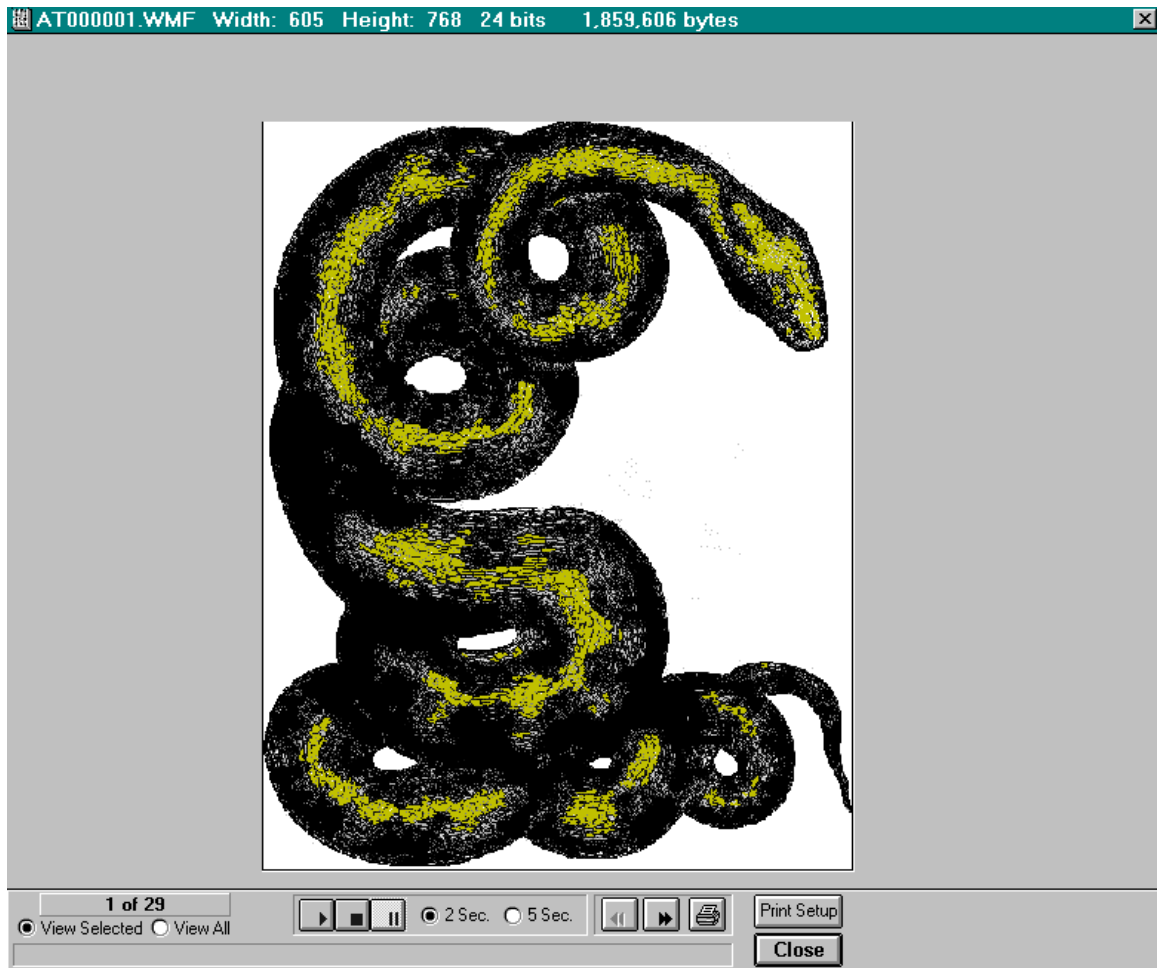 AT000001.WMF Width: 605 Height: 768 24 bits 1,859,606 bytes
1 of 29
View Selected View All
2 Sec. 5 Sec.
Print Setup
Close